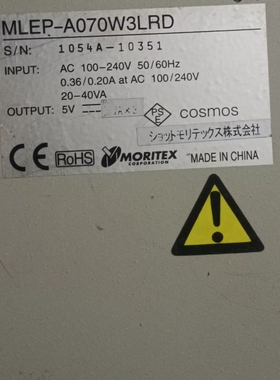 MLEP-A070W3LRD
S/N: 1054A-10351
INPUT: AC 100-240V 50/60Hz
0.36/0.20A at AC 100/240V
20-40VA
OUTPUT: 5V
PS
E
cosmos
ショットモリテックス株式会社
CE RoHS MORITEX CORPORATION MADE IN CHINA
!